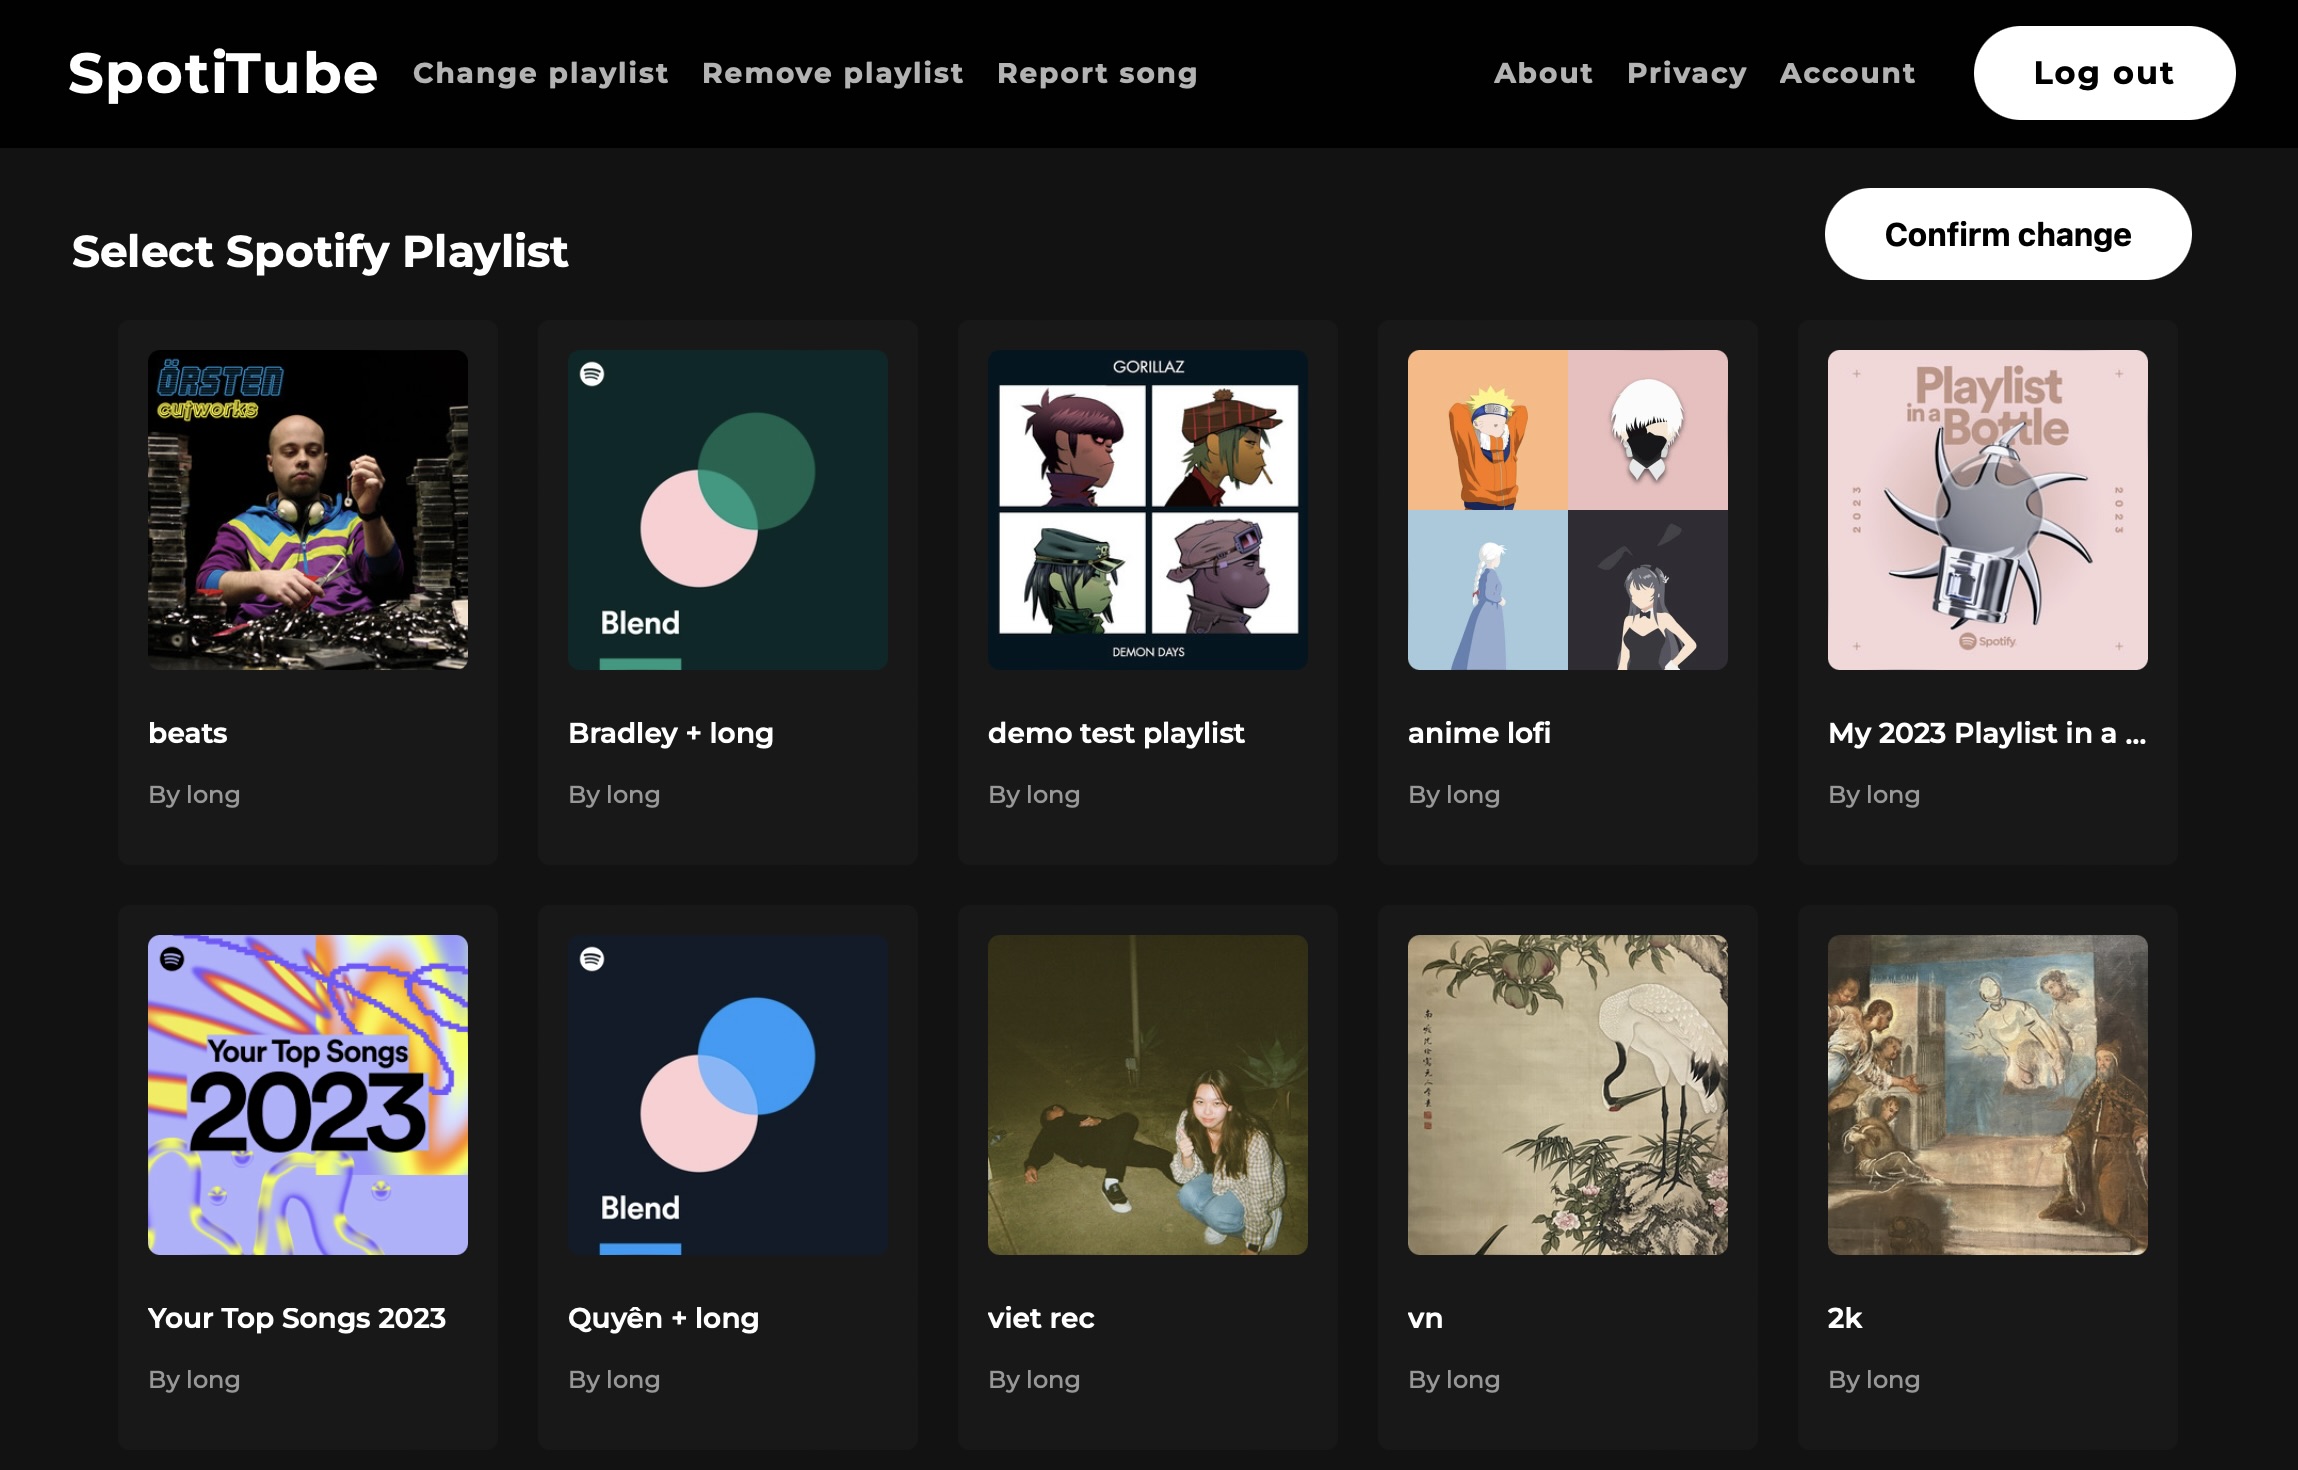 SpotiTube Change playlist Remove playlist Report song About Privacy Account Log out
Select Spotify Playlist
Confirm change
ÖRSTEN
cutworks
Blend
GORILLAZ
DEMON DAYS
Playlist
in a Bottle
2023
2023
Spotify
beats
By long
Bradley + long
By long
demo test playlist
By long
anime lofi
By long
My 2023 Playlist in a ...
By long
Your Top Songs
2023
Blend
Your Top Songs 2023
By long
Quyên + long
By long
viet rec
By long
vn
By long
2k
By long